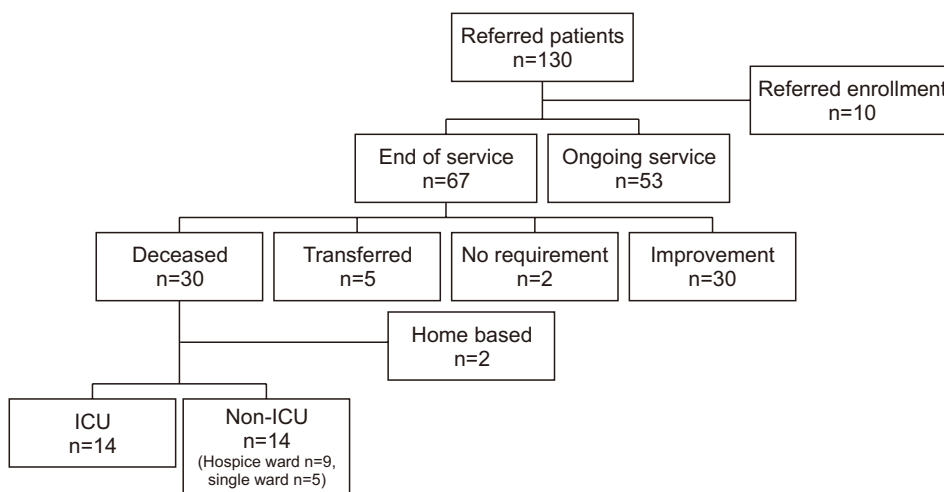 Referred patients
n=130
Referred enrollment
n=10
End of service
n=67
Ongoing service
n=53
Deceased
n=30
Transferred
n=5
No requirement
n=2
Improvement
n=30
Home based
n=2
ICU
n=14
Non-ICU
n=14
(Hospice ward n=9,
single ward n=5)